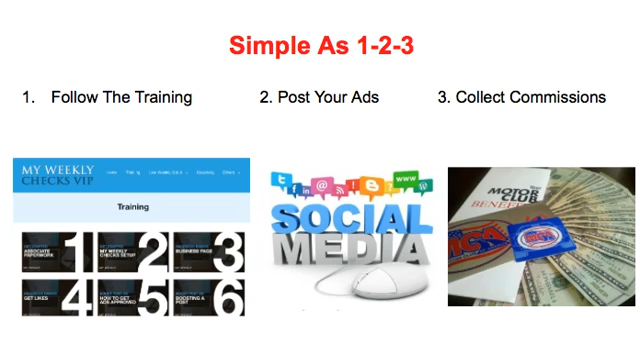 Simple As 1-2-3
1. Follow The Training
2. Post Your Ads
3. Collect Commissions
MY WEEKLY
CHECKS VIP
Training
ASSOCIATE
PAPERWORK
1
MY WEEKLY
CHECKS SETUP
2
BUSINESS PAGE
3
GET LIKES
4
HOW TO GET
ADS APPROVED
5
BOOSTING A
POST
6
www
SOCIAL
MEDIA
MOTOR
CLUB
BENEFITS
MCA